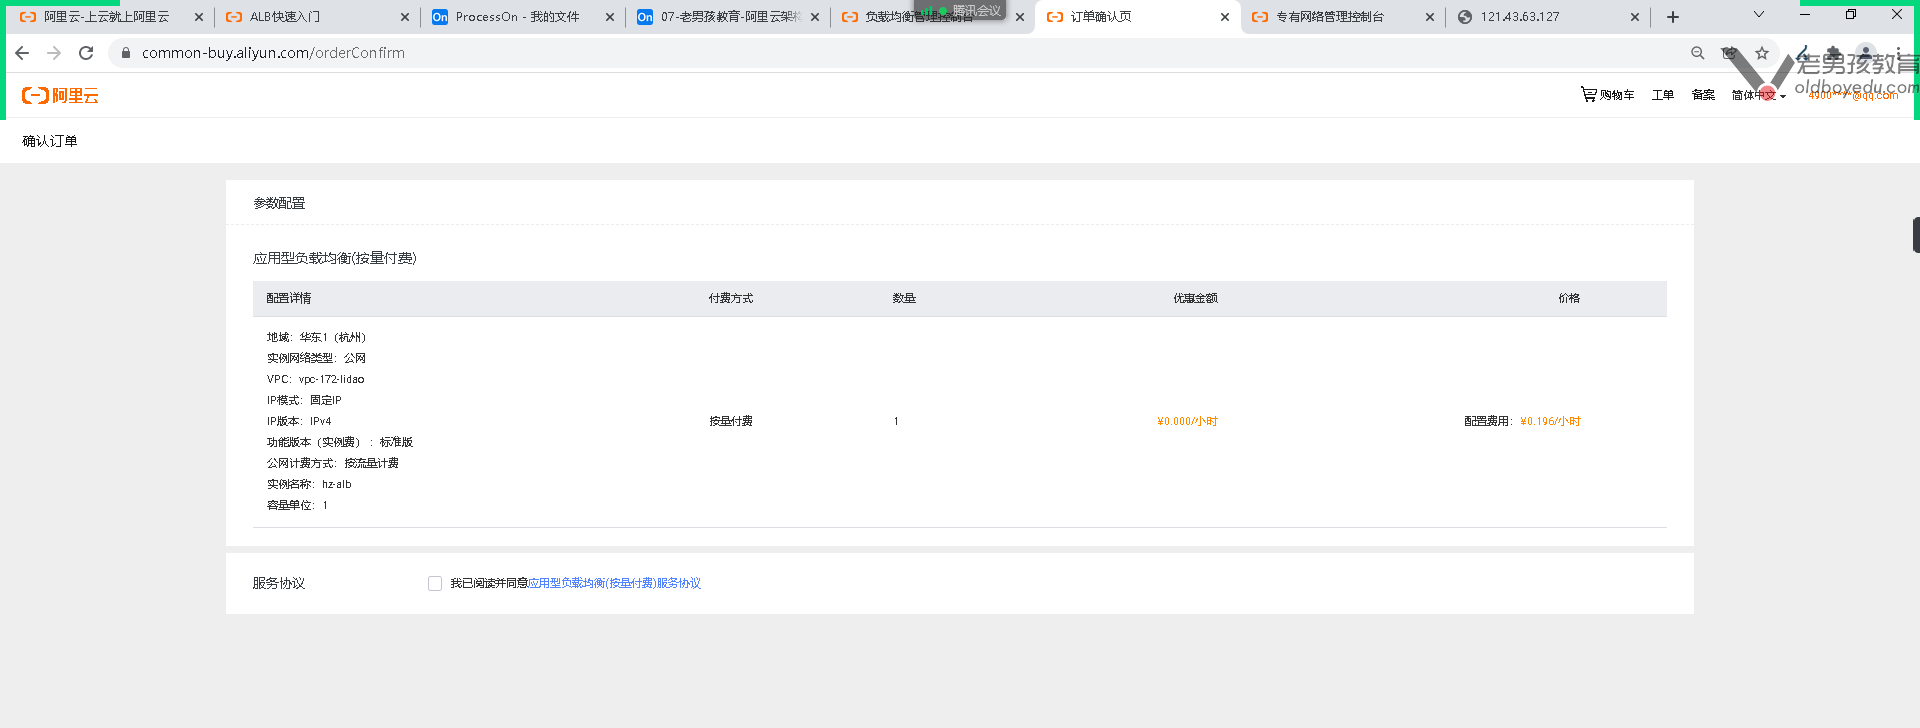 阿里云-上云就上阿里云
ALB快速入门
On ProcessOn - 我的文件
On 07-老男孩教育-阿里云架构
负载均衡管理控制台
腾讯会议
订单确认页
专有网络管理控制台
121.43.63.127
common-buy.aliyun.com/orderConfirm
老男孩教育
oldboyedu.com
阿里云
购物车
工单
备案
简体中文
4900****@qq.com
确认订单
参数配置
应用型负载均衡(按量付费)
配置详情 付费方式 数量 优惠金额 价格
地域：华东1（杭州）
实例网络类型：公网
VPC：vpc-172-lidao
IP模式：固定IP
IP版本：IPv4
按量付费 1 ¥0.000/小时 配置费用：¥0.196/小时
功能版本（实例费）：标准版
公网计费方式：按流量计费
实例名称：hz-alb
容量单位：1
服务协议 我已阅读并同意应用型负载均衡(按量付费)服务协议